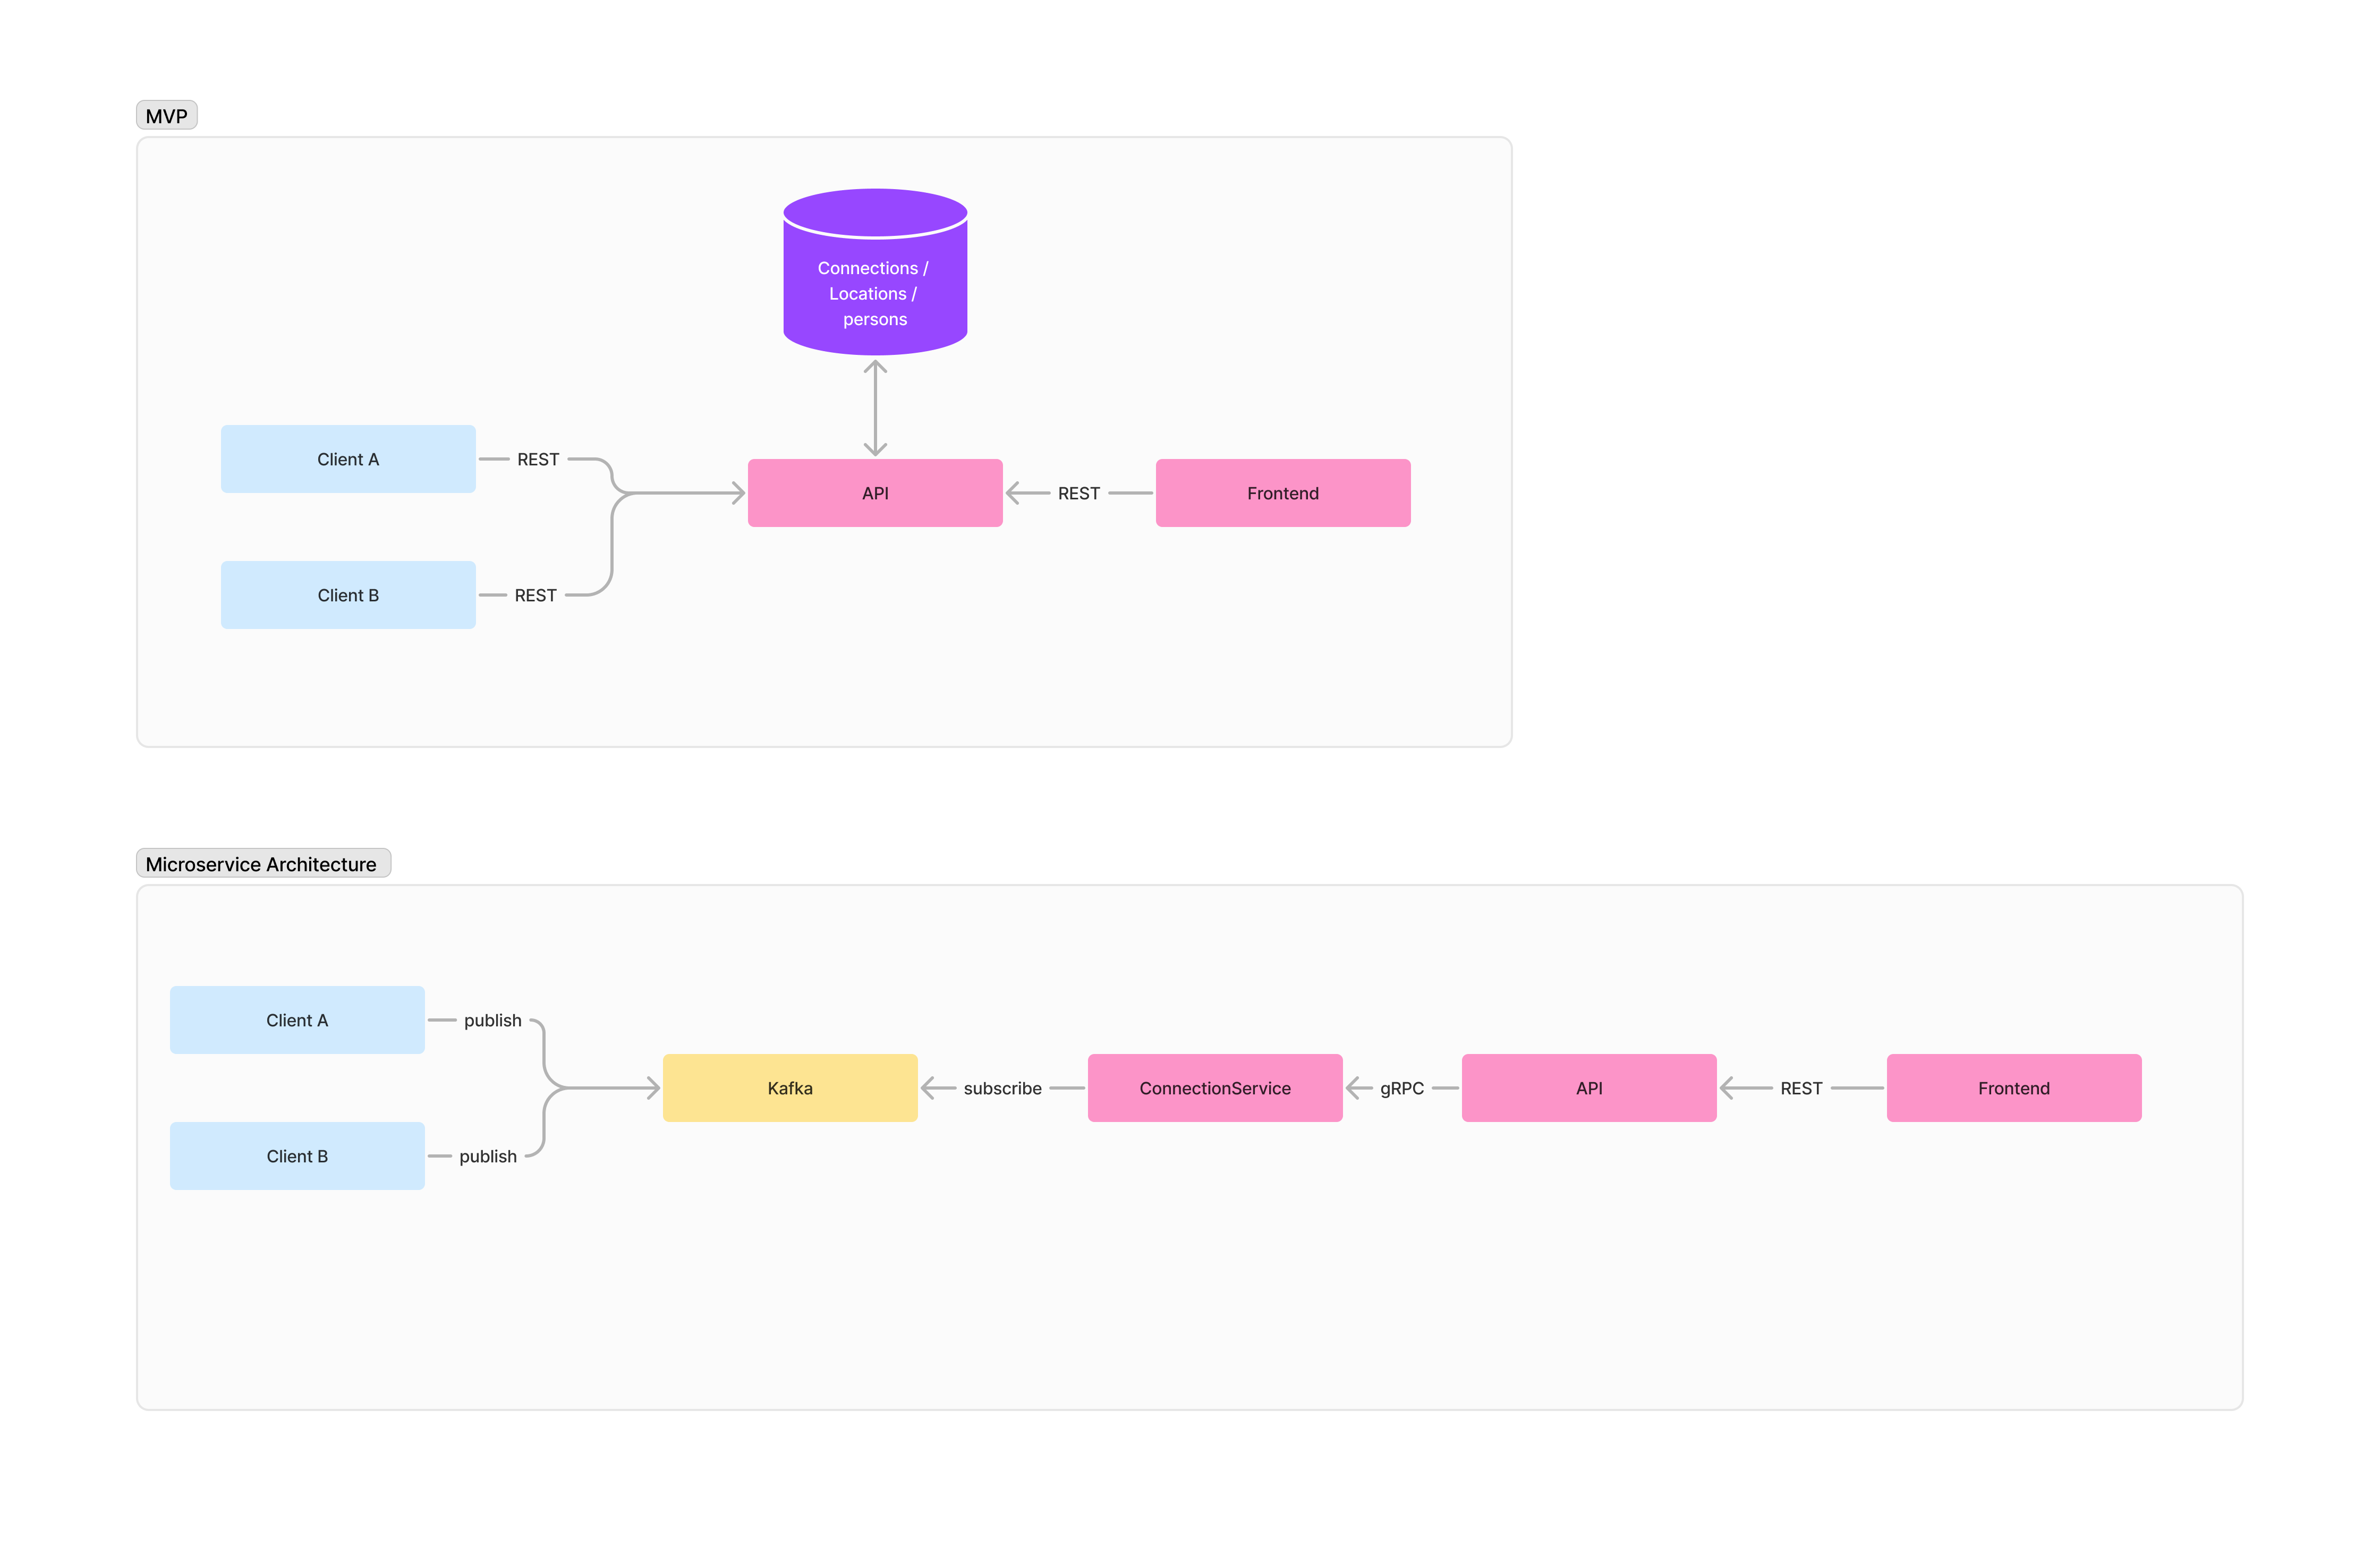 MVP
Connections /
Locations /
persons
Client A
REST
API
REST
Frontend
Client B
REST
Microservice Architecture
Client A
publish
Kafka
subscribe
ConnectionService
gRPC
API
REST
Frontend
Client B
publish